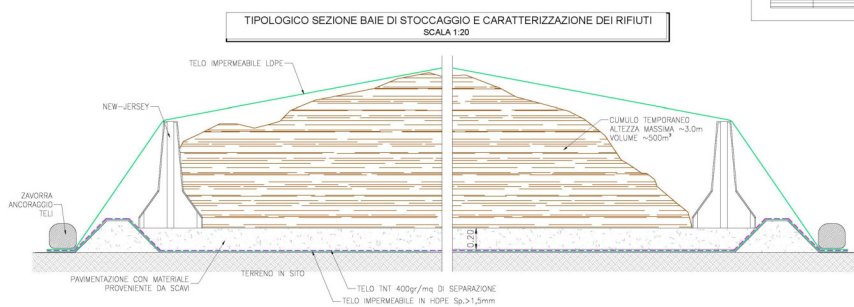 TIPOLOGICO SEZIONE BAIE DI STOCCAGGIO E CARATTERIZZAZIONE DEI RIFIUTI
SCALA 1:20
TELO IMPERMEABILE LDPE
NEW-JERSEY
CUMULO TEMPORANEO
ALTEZZA MASSIMA ~3.0m
VOLUME ~500m³
ZAVORRA
ANCORAGGIO
TELI
0.20
PAVIMENTAZIONE CON MATERIALE
PROVENIENTE DA SCAVI
TERRENO IN SITO
TELO TNT 400gr/mq DI SEPARAZIONE
TELO IMPERMEABILE IN HDPE Sp.>1,5mm